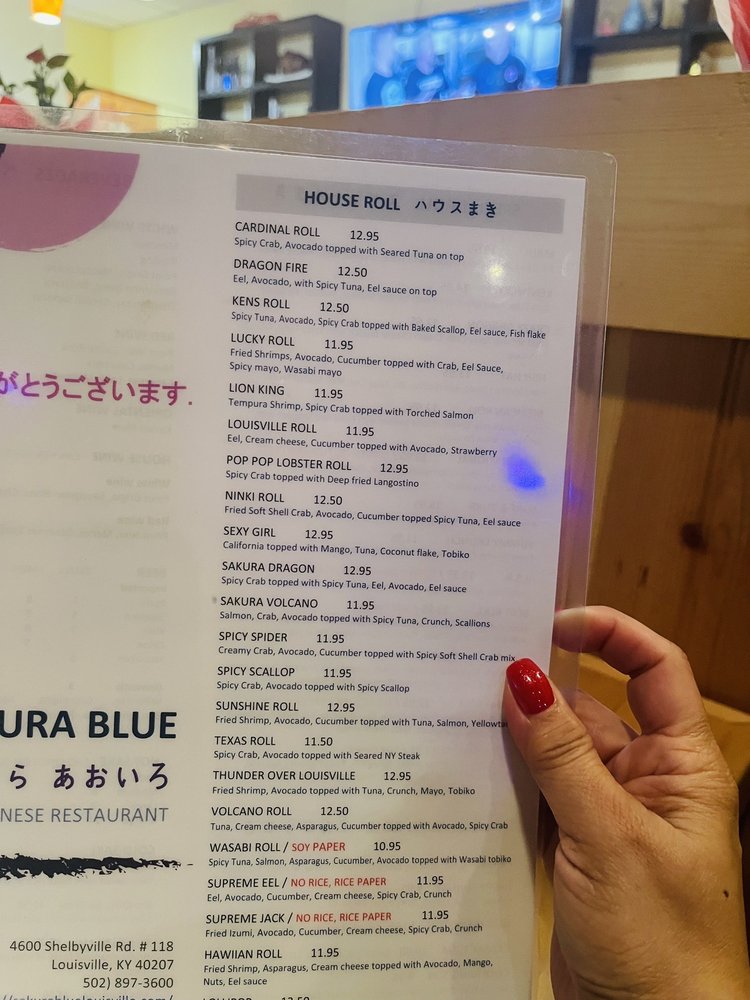 HOUSE ROLL ハウスまき
CARDINAL ROLL 12.95
Spicy Crab, Avocado topped with Seared Tuna on top
DRAGON FIRE 12.50
Eel, Avocado, with Spicy Tuna, Eel sauce on top
KENS ROLL 12.50
Spicy Tuna, Avocado, Spicy Crab topped with Baked Scallop, Eel sauce, Fish flake
LUCKY ROLL 11.95
Fried Shrimps, Avocado, Cucumber topped with Crab, Eel Sauce,
Spicy mayo, Wasabi mayo
LION KING 11.95
Tempura Shrimp, Spicy Crab topped with Torched Salmon
LOUISVILLE ROLL 11.95
Eel, Cream cheese, Cucumber topped with Avocado, Strawberry
POP POP LOBSTER ROLL 12.95
Spicy Crab topped with Deep fried Langostino
NINKI ROLL 12.50
Fried Soft Shell Crab, Avocado, Cucumber topped Spicy Tuna, Eel sauce
SEXY GIRL 12.95
California topped with Mango, Tuna, Coconut flake, Tobiko
SAKURA DRAGON 12.95
Spicy Crab topped with Spicy Tuna, Eel, Avocado, Eel sauce
SAKURA VOLCANO 11.95
Salmon, Crab, Avocado topped with Spicy Tuna, Crunch, Scallions
SPICY SPIDER 11.95
Creamy Crab, Avocado, Cucumber topped with Spicy Soft Shell Crab mix
SPICY SCALLOP 11.95
Spicy Crab, Avocado topped with Spicy Scallop
SUNSHINE ROLL 12.95
Fried Shrimp, Avocado, Cucumber topped with Tuna, Salmon, Yellowta
TEXAS ROLL 11.50
Spicy Crab, Avocado topped with Seared NY Steak
THUNDER OVER LOUISVILLE 12.95
Fried Shrimp, Avocado topped with Tuna, Crunch, Mayo, Tobiko
VOLCANO ROLL 12.50
Tuna, Cream cheese, Asparagus, Cucumber topped with Avocado, Spicy Crab
WASABI ROLL / SOY PAPER 10.95
Spicy Tuna, Salmon, Asparagus, Cucumber, Avocado topped with Wasabi tobiko
SUPREME EEL / NO RICE, RICE PAPER 11.95
Eel, Avocado, Cucumber, Cream cheese, Spicy Crab, Crunch
SUPREME JACK / NO RICE, RICE PAPER 11.95
Fried Izumi, Avocado, Cucumber, Cream cheese, Spicy Crab, Crunch
HAWIIAN ROLL 11.95
Fried Shrimp, Asparagus, Cream cheese topped with Avocado, Mango,
Nuts, Eel sauce
がとうございます.
URA BLUE
ら あおいろ
NESE RESTAURANT
4600 Shelbyville Rd. # 118
Louisville, KY 40207
502) 897-3600